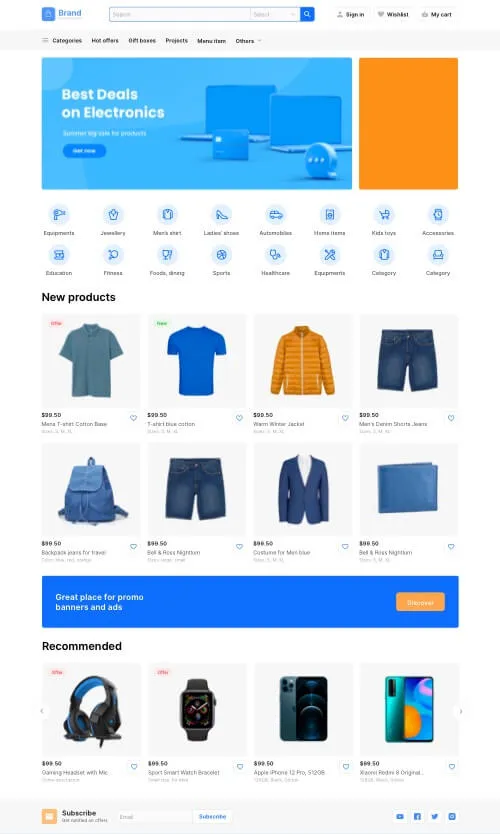 Brand
Search
Select
Sign in
Wishlist
My cart
Categories
Hot offers
Gift boxes
Projects
Menu item
Others
Best Deals
on Electronics
Summer big sale for products
Get now
Equipments
Jewellery
Men's shirt
Ladies' shoes
Automobiles
Home items
Kids toys
Accessories
Education
Fitness
Foods, dining
Sports
Healthcare
Equipments
Category
Category
New products
Offer
New
$99.50
$99.50
$99.50
$99.50
Mens T-shirt Cotton Base
T-shirt blue cotton
Warm Winter Jacket
Men's Denim Shorts Jeans
Sizes: S, M, XL
Sizes: S, M, XL
Sizes: S, M, XL
Sizes: S, M, XL
$99.50
$99.50
$99.50
$99.50
Backpack jeans for travel
Bell & Ross Nightlum
Costume for Men blue
Bell & Ross Nightlum
Color: blue, red, orange
Sizes: large, small
Sizes: S, M, XL
Sizes: S, M, XL
Great place for promo
banners and ads
Discover
Recommended
Offer
Offer
$99.50
$99.50
$99.50
$99.50
Gaming Headset with Mic...
Sport Smart Watch Bracelet
Apple iPhone 12 Pro, 512GB
Xiaomi Redmi 8 Original...
128GB, Black, Global
Subscribe
Get notified on offers
Email
Subscribe